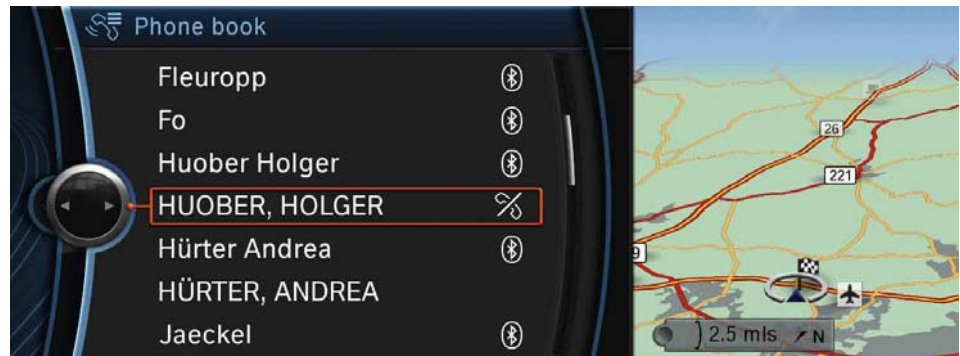 Phone book
Fleuropp
Fo
Huober Holger
HUOBER, HOLGER
Hürter Andrea
HÜRTER, ANDREA
Jaeckel
26
221
9
2.5 mls
N